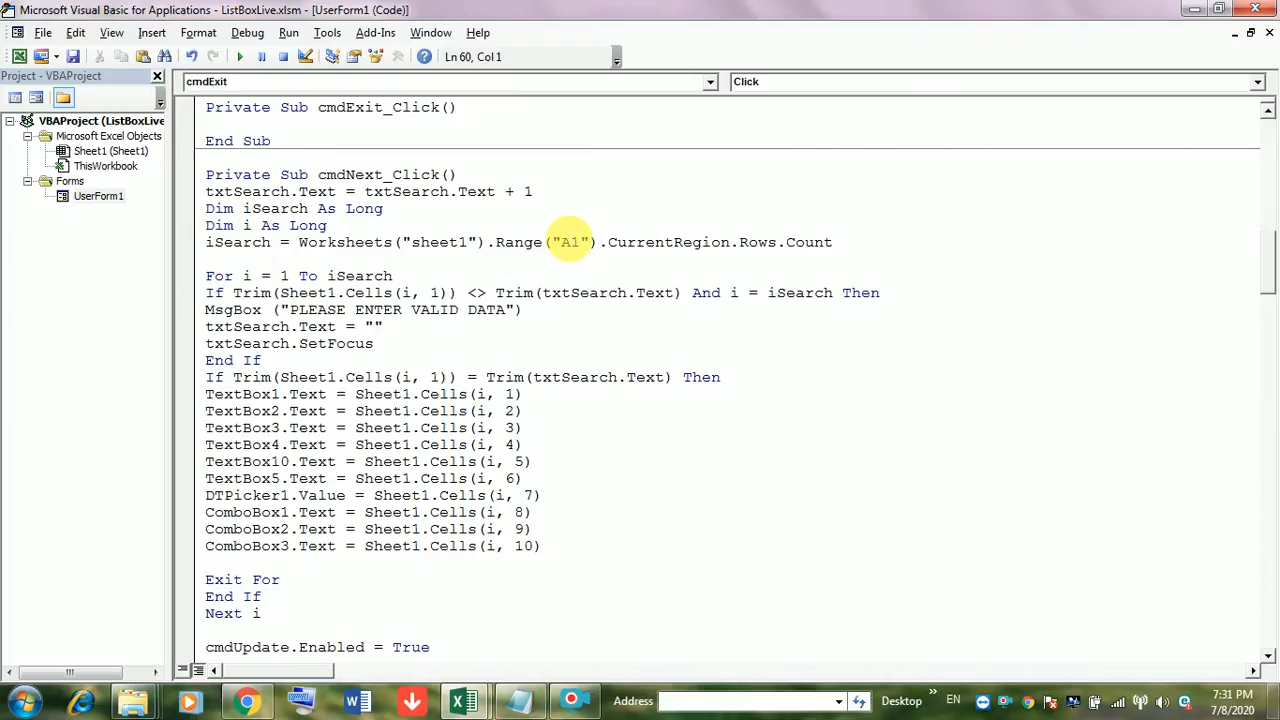 Microsoft Visual Basic for Applications - ListBoxLive.xlsm - [UserForm1 (Code)]
File Edit View Insert Format Debug Run Tools Add-Ins Window Help
Ln 60, Col 1
Project - VBAProject
cmdExit Click
VBAProject (ListBoxLive
Microsoft Excel Objects
Sheet1 (Sheet1)
ThisWorkbook
Forms
UserForm1
Private Sub cmdExit_Click()
End Sub
Private Sub cmdNext_Click()
txtSearch.Text = txtSearch.Text + 1
Dim iSearch As Long
Dim i As Long
iSearch = Worksheets("sheet1").Range("A1").CurrentRegion.Rows.Count
For i = 1 To iSearch
If Trim(Sheet1.Cells(i, 1)) <> Trim(txtSearch.Text) And i = iSearch Then
MsgBox ("PLEASE ENTER VALID DATA")
txtSearch.Text = ""
txtSearch.SetFocus
End If
If Trim(Sheet1.Cells(i, 1)) = Trim(txtSearch.Text) Then
TextBox1.Text = Sheet1.Cells(i, 1)
TextBox2.Text = Sheet1.Cells(i, 2)
TextBox3.Text = Sheet1.Cells(i, 3)
TextBox4.Text = Sheet1.Cells(i, 4)
TextBox10.Text = Sheet1.Cells(i, 5)
TextBox5.Text = Sheet1.Cells(i, 6)
DTPicker1.Value = Sheet1.Cells(i, 7)
ComboBox1.Text = Sheet1.Cells(i, 8)
ComboBox2.Text = Sheet1.Cells(i, 9)
ComboBox3.Text = Sheet1.Cells(i, 10)
Exit For
End If
Next i
cmdUpdate.Enabled = True
Address Desktop » EN
7:31 PM
7/8/2020